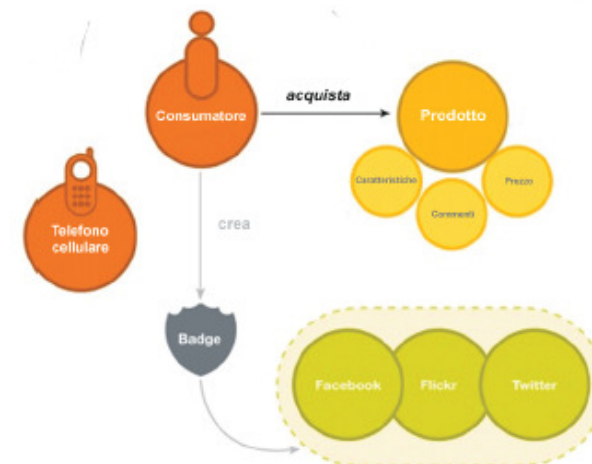 Consumatore
acquista
Prodotto
Caratteristiche
Commenti
Prezzo
Telefono
cellulare
crea
Badge
Facebook
Flickr
Twitter